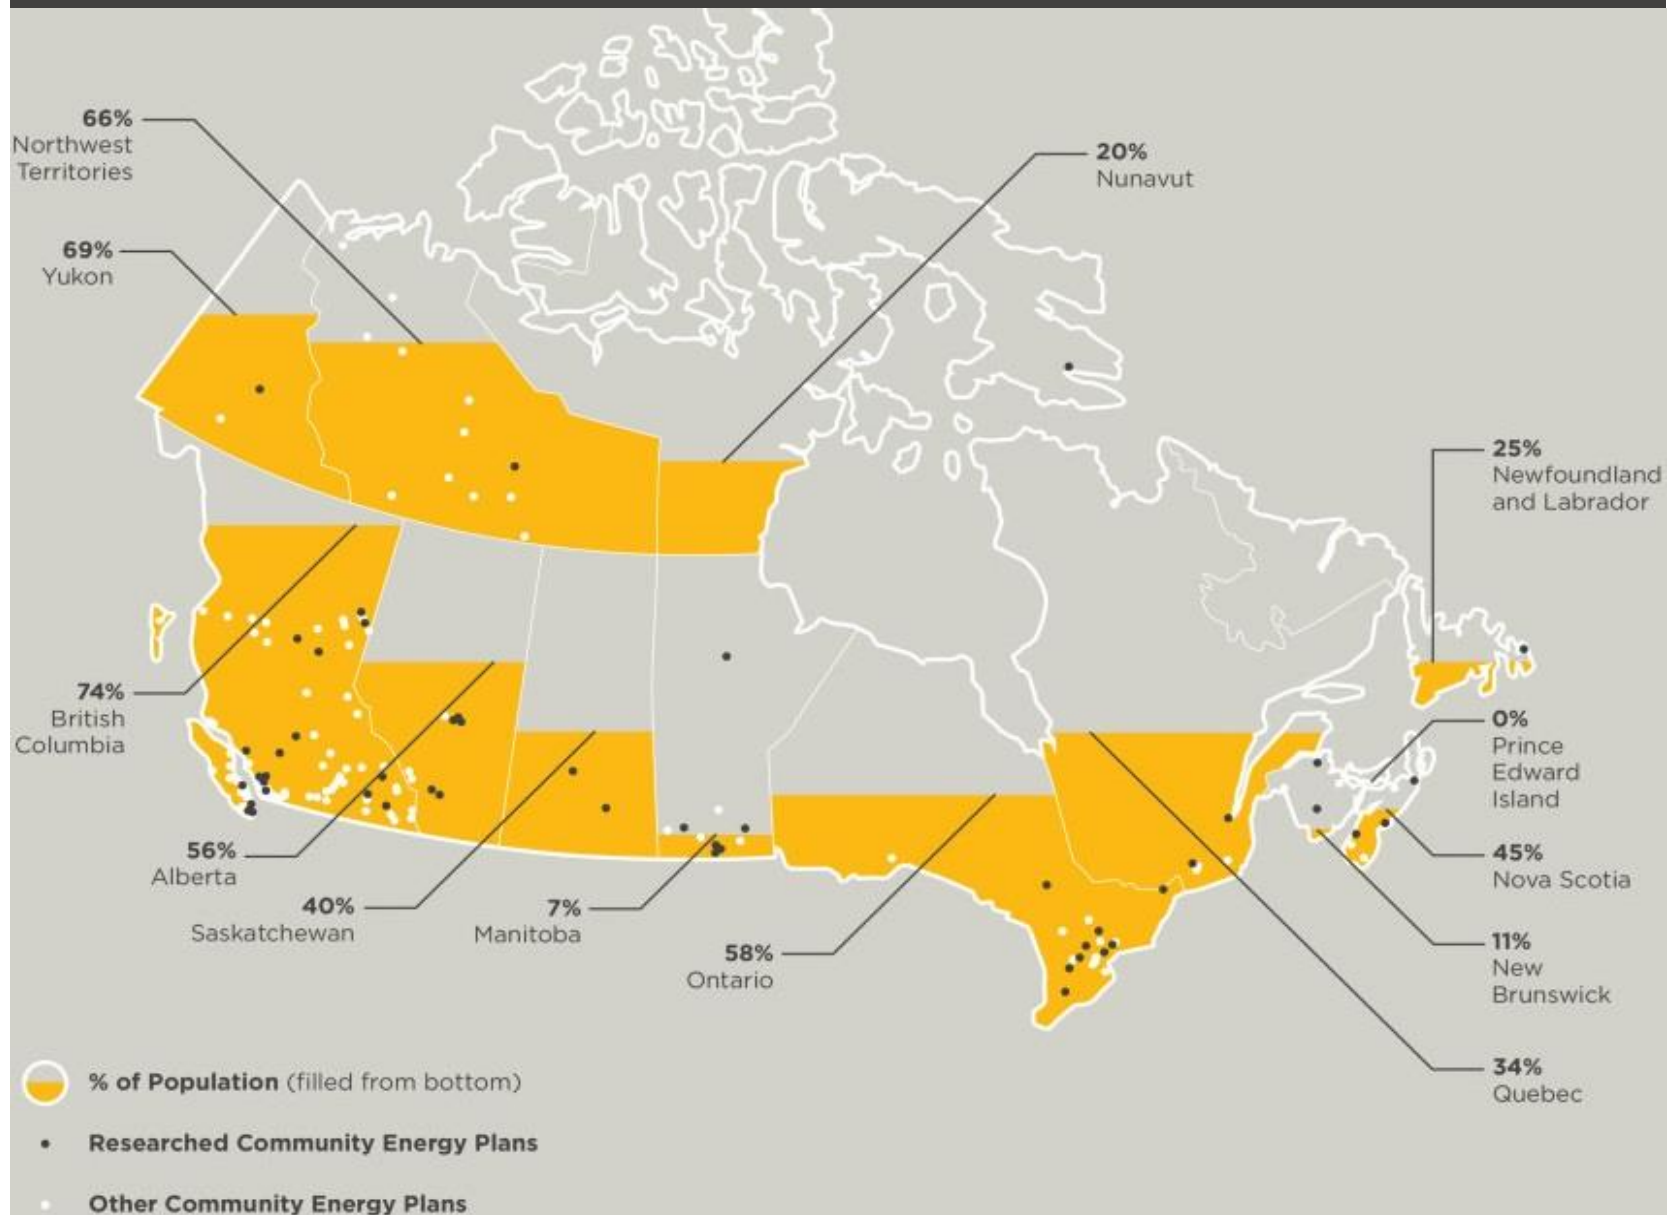 66%
Northwest
Territories
20%
Nunavut
69%
Yukon
25%
Newfoundland
and Labrador
74%
British
Columbia
0%
Prince
Edward
Island
56%
Alberta
45%
Nova Scotia
40%
Saskatchewan
7%
Manitoba
58%
Ontario
11%
New
Brunswick
34%
Quebec
% of Population (filled from bottom)
Researched Community Energy Plans
Other Community Energy Plans